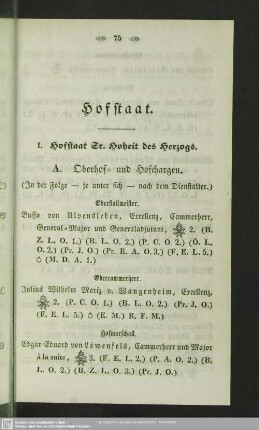 75
Hofstaat.
I. Hofstaat Sr. Hoheit des Herzogs.
A. Oberhof- und Hofchargen.
(In der Folge — je unter sich — nach dem Dienstalter.)
Oberstallmeister.
Busso von Alvensleben, Excellenz, Cammerherr,
General-Major und Generaladjutant, 2. (B.
Z. L. O. 1.) (B. L. O. 2.) (P. C. O. 2.) (Ö. L.
O. 2.) (Pr. J. O.) (Pr. R. A. O. 3.) (F. E. L. 5.)
(M. D. A. 1.)
Obercammerherr.
Julius Wilhelm Moritz v. Wangenheim, Excellenz,
2. (P. C. O. 1.) (B. L. O. 2.) (Pr. J. O.)
(F. E. L. 5.) (E. M.) R. F. M.)
Hofmarschall.
Edgar Eduard von Löwenfels, Cammerherr und Major
à la suite, 3. (F. E. L. 2.) (P. A. O. 2.) (B.
L. O. 2.) (B. Z. L. O. 3.) (Pr. J. O.)